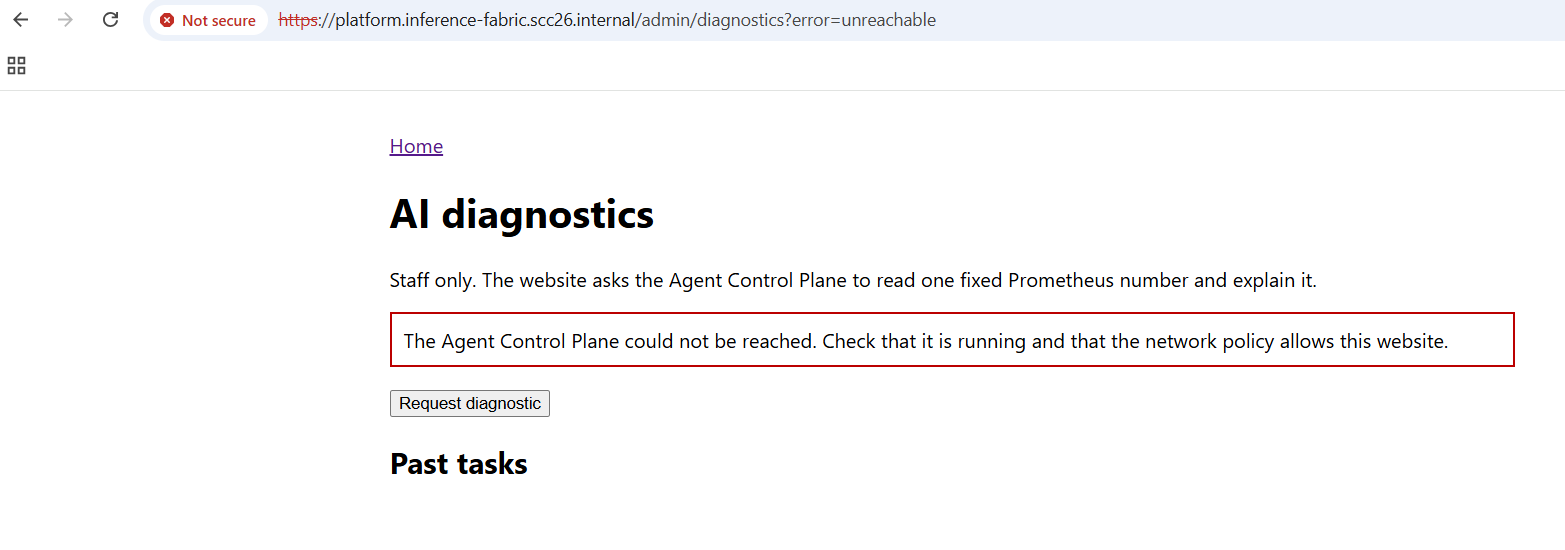 Not secure
https://platform.inference-fabric.scc26.internal/admin/diagnostics?error=unreachable
Home
AI diagnostics
Staff only. The website asks the Agent Control Plane to read one fixed Prometheus number and explain it.
The Agent Control Plane could not be reached. Check that it is running and that the network policy allows this website.
Request diagnostic
Past tasks